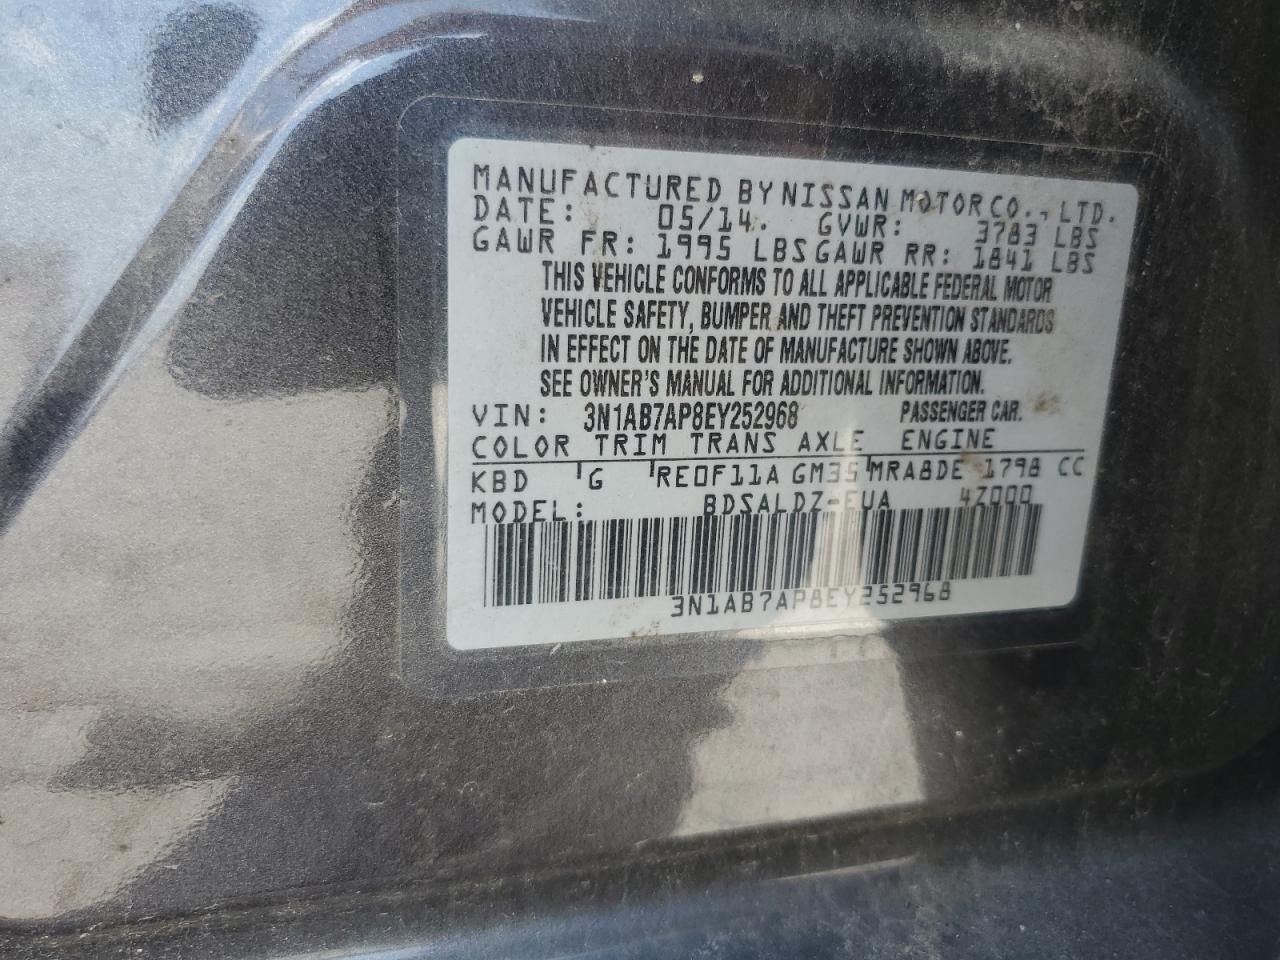 MANUFACTURED BY NISSAN MOTOR CO., LTD.
DATE: 05/14. GVWR: 3783 LBS
GAWR FR: 1995 LBS GAWR RR: 1841 LBS
THIS VEHICLE CONFORMS TO ALL APPLICABLE FEDERAL MOTOR
VEHICLE SAFETY, BUMPER, AND THEFT PREVENTION STANDARDS
IN EFFECT ON THE DATE OF MANUFACTURE SHOWN ABOVE.
SEE OWNER'S MANUAL FOR ADDITIONAL INFORMATION.
VIN: 3N1AB7AP8EY252968 PASSENGER CAR.
COLOR TRIM TRANS AXLE ENGINE
KBD G RE0F11A GM35 MRA8DE 1798 CC
MODEL: BDSALDZ-EUA 4Z000
3N1AB7AP8EY252968